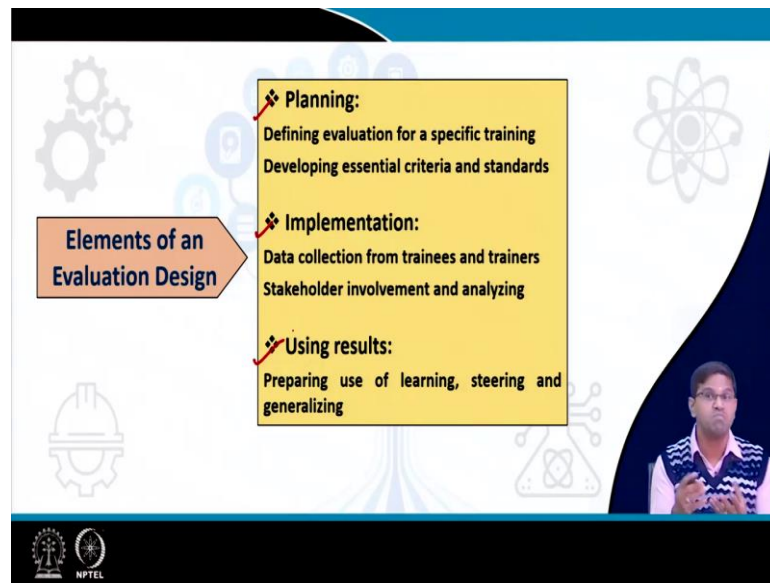 Elements of an
Evaluation Design
Planning:
Defining evaluation for a specific training
Developing essential criteria and standards
Implementation:
Data collection from trainees and trainers
Stakeholder involvement and analyzing
Using results:
Preparing use of learning, steering and
generalizing
NPTEL